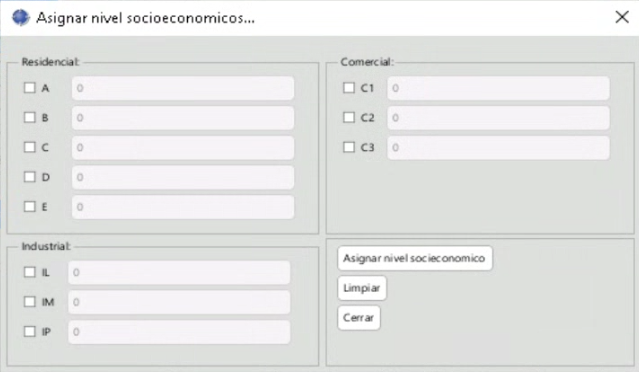 Asignar nivel socioeconomicos...
Residencial:
A 0
B 0
C 0
D 0
E 0
Comercial:
C1 0
C2 0
C3 0
Industrial:
IL 0
IM 0
IP 0
Asignar nivel socieconomico
Limpiar
Cerrar